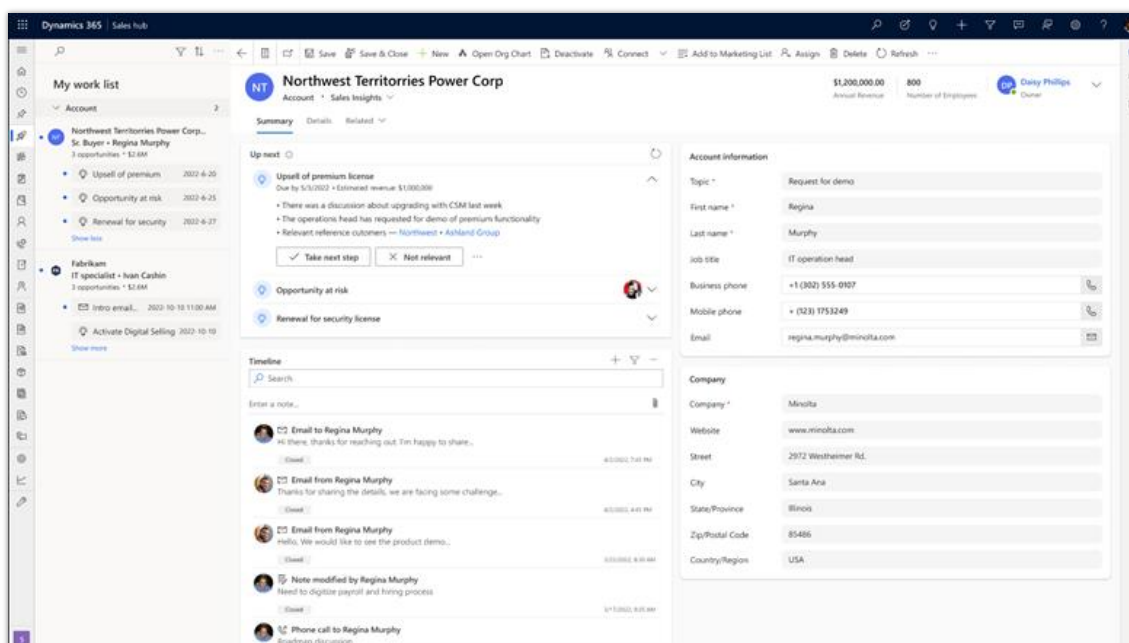 Dynamics 365 | Sales hub
Save Save & Close New Open Org Chart Deactivate Connect Add to Marketing List Assign Delete Refresh
My work list
Account 2
Northwest Territorries Power Corp...
Sr. Buyer • Regina Murphy
3 opportunities * $2.6M
Upsell of premium 2022-6-20
Opportunity at risk 2022-6-25
Renewal for security 2022-6-27
Show less
Fabrikam
IT specialist • Ivan Cashin
3 opportunities * $2.6M
Intro email... 2022-10-10 11:00 AM
Activate Digital Selling 2022-10-10
Show more
NT
Northwest Territorries Power Corp
Account * Sales Insights
$1,200,000.00
Annual Revenue
800
Number of Employees
DP
Daisy Phillips
Owner
Summary Details Related
Up next
Upsell of premium license
Due by 5/3/2022 • Estimated revenue: $1,000,000
• There was a discussion about upgrading with CSM last week
• The operations head has requested for demo of premium functionality
• Relevant reference cutomers — Northwest • Ashland Group
Take next step Not relevant
Opportunity at risk
Renewal for security license
Timeline
Search
Enter a note...
Email to Regina Murphy
Hi there, thanks for reaching out. I'm happy to share...
Closed
Email from Regina Murphy
Thanks for sharing the details, we are facing some challenge...
Closed
Email from Regina Murphy
Hello, We would like to see the product demo...
Closed
Note modified by Regina Murphy
Need to digitize payroll and hiring process
Closed
Phone call to Regina Murphy
Roadmap discussion
Account information
Topic * Request for demo
First name * Regina
Last name * Murphy
Job title IT operation head
Business phone +1 (302) 555-0107
Mobile phone + (123) 1753249
Email regina.murphy@minolta.com
Company
Company * Minolta
Website www.minolta.com
Street 2972 Westheimer Rd.
City Santa Ana
State/Province Illinois
Zip/Postal Code 85486
Country/Region USA